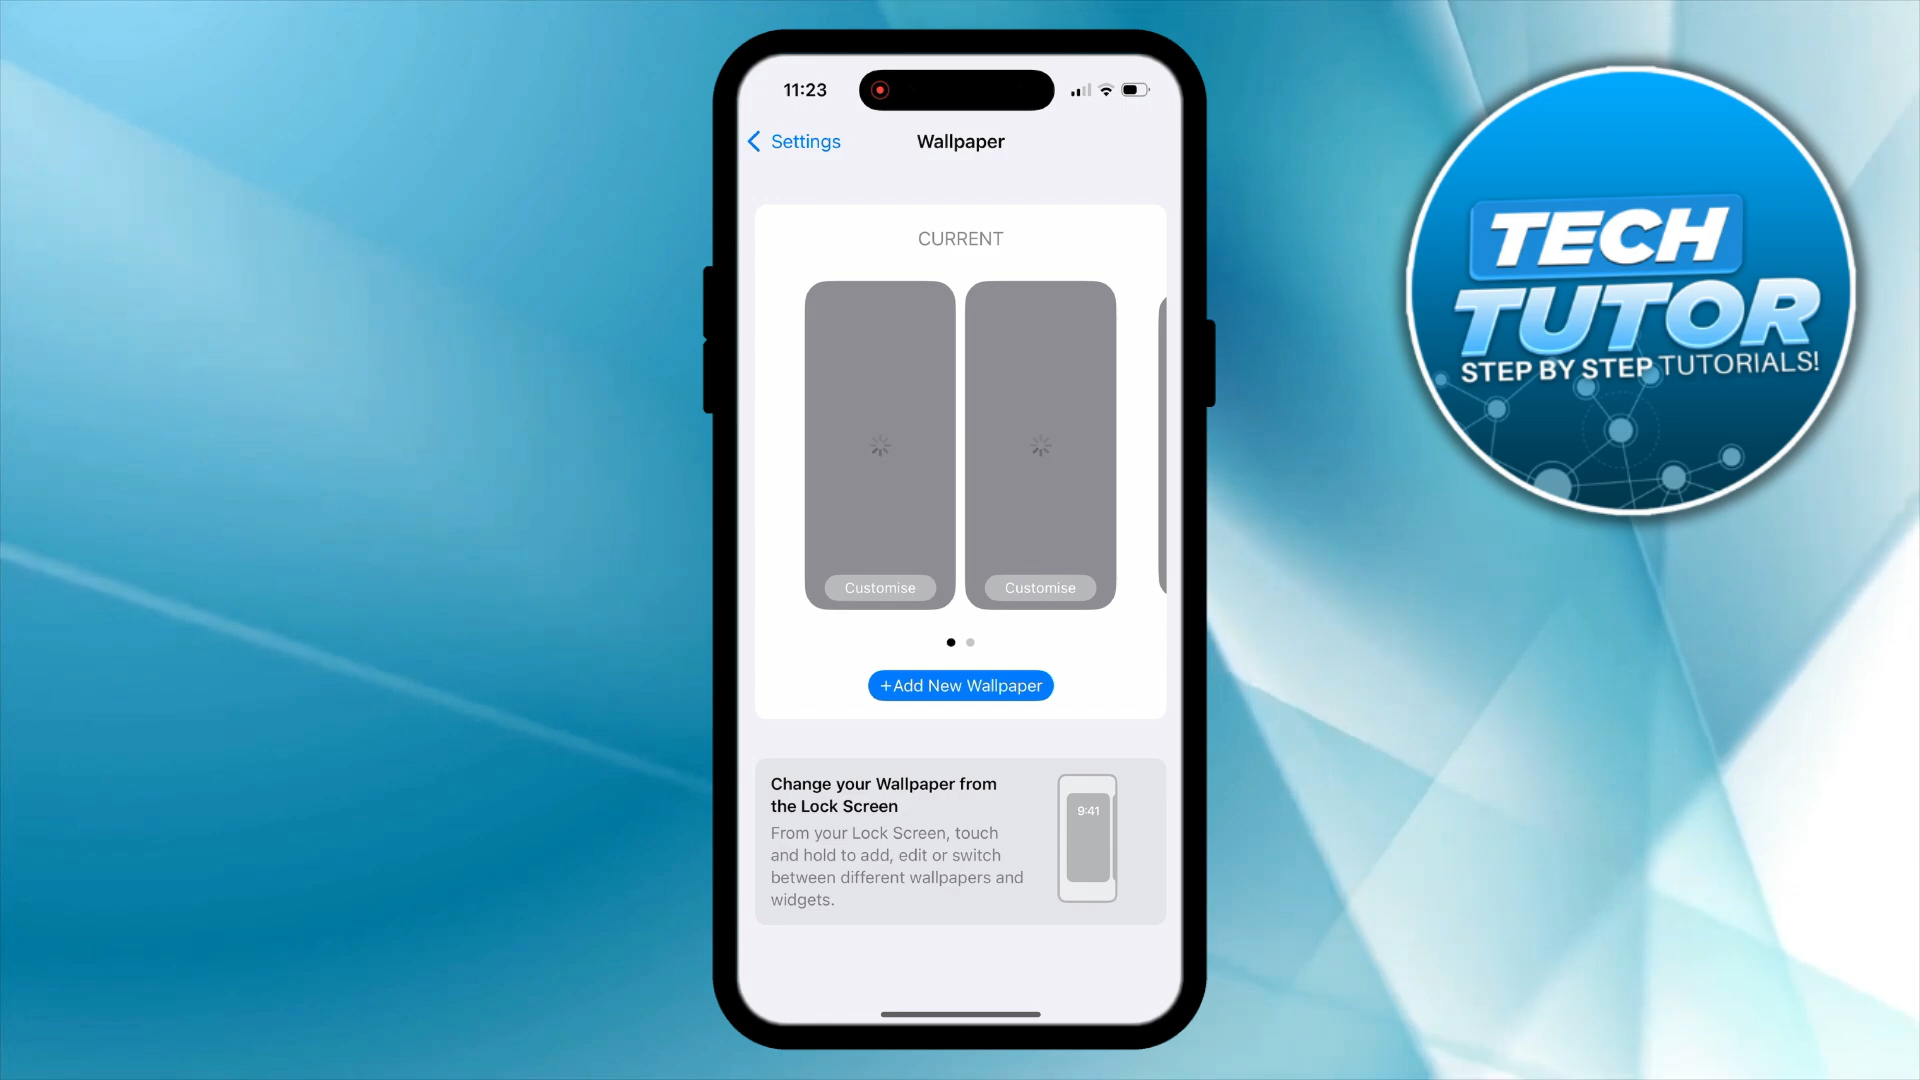 11:23
Settings
Wallpaper
CURRENT
Customise
Customise
+Add New Wallpaper
Change your Wallpaper from
the Lock Screen
From your Lock Screen, touch
and hold to add, edit or switch
between different wallpapers and
widgets.
9:41
TECH
TUTOR
STEP BY STEP TUTORIALS!